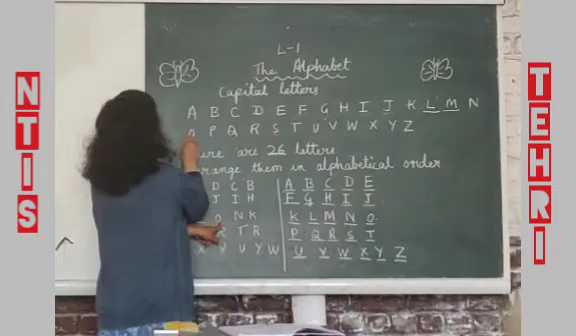 NTIS
L-1
The Alphabet
Capital letters
A B C D E F G H I J K L M N
O P Q R S T U V W X Y Z
are 26 letters
them in alphabetical order
D C B A B C D E
J I H F G H I J
O N K K L M N O
T R P Q R S T
U Y W U V W X Y Z
TEHRI